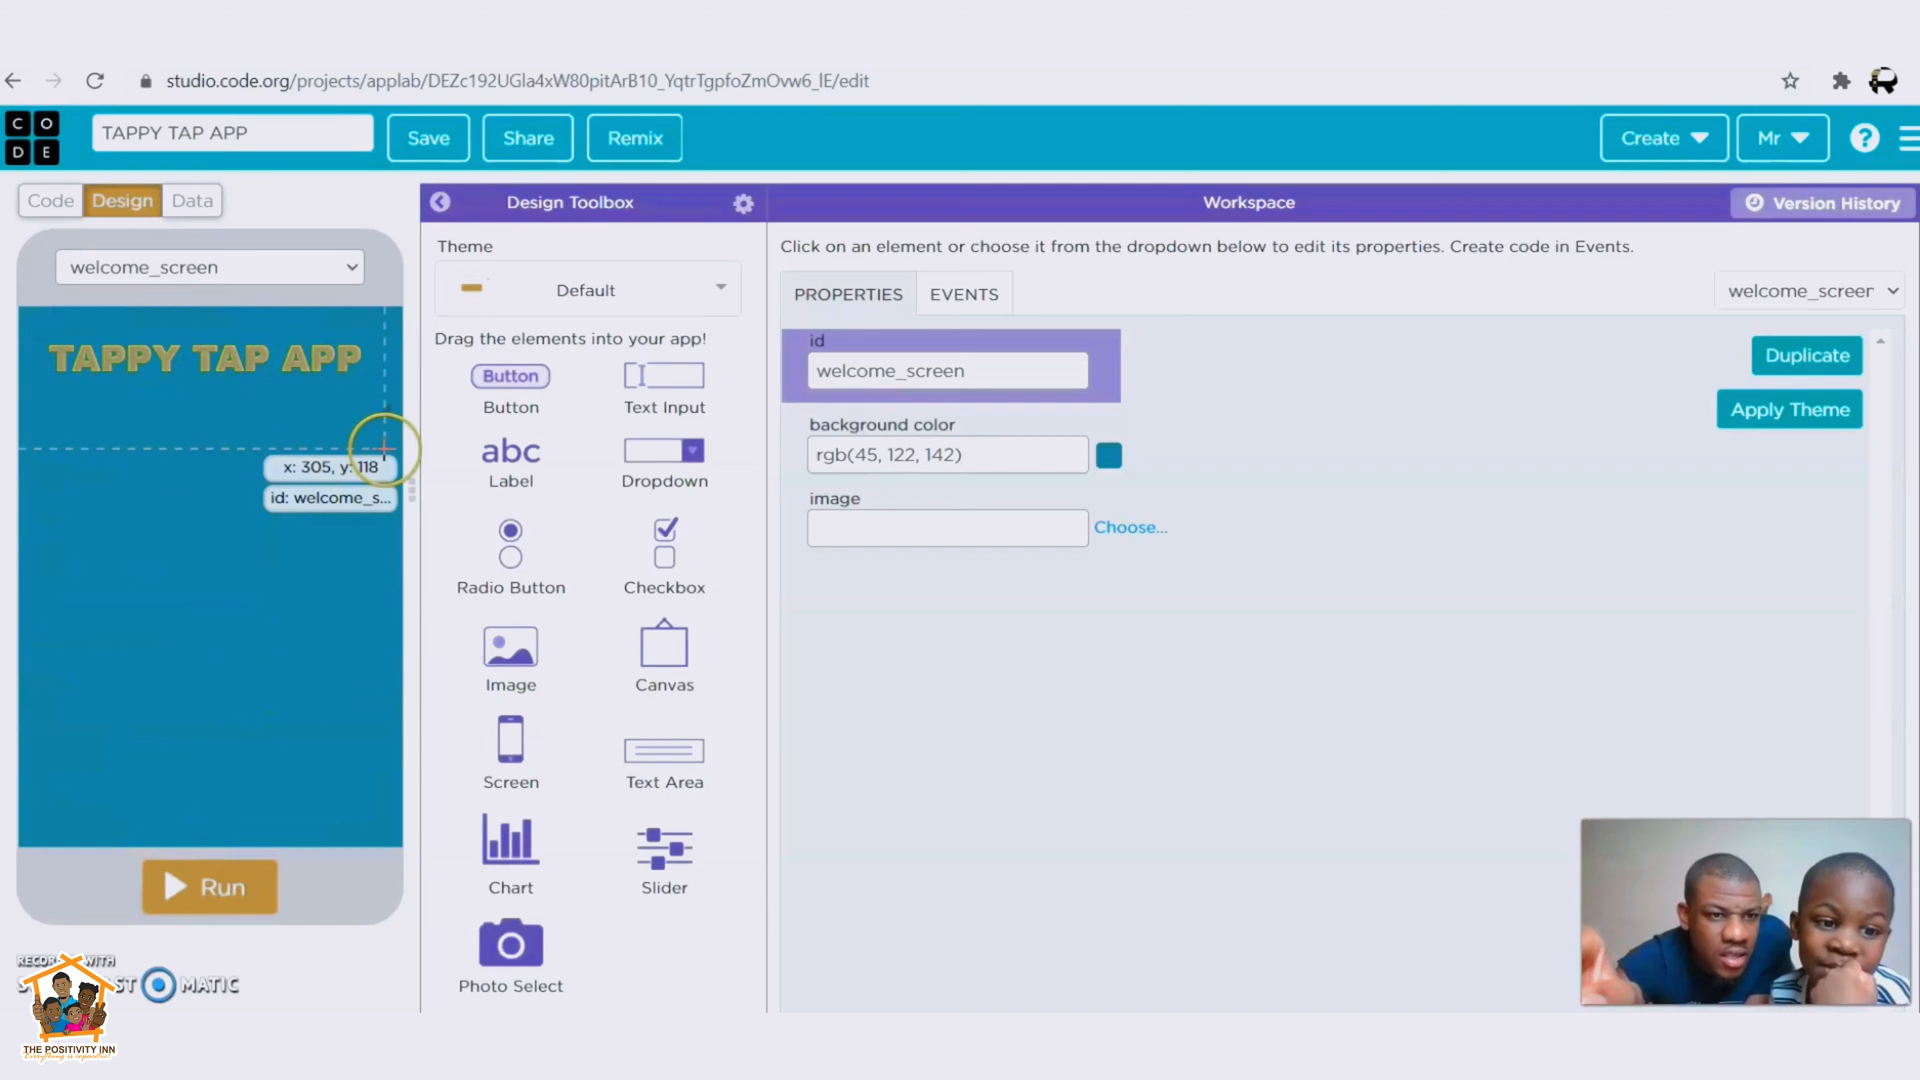 studio.code.org/projects/applab/DEZc192UGla4xW80pitArB10_YqtrTgpfoZmOvw6_lE/edit
CODE
TAPPY TAP APP
Save
Share
Remix
Create
Mr
?
Code
Design
Data
Design Toolbox
Workspace
Version History
welcome_screen
Theme
Default
Click on an element or choose it from the dropdown below to edit its properties. Create code in Events.
PROPERTIES
EVENTS
welcome_screen
TAPPY TAP APP
x: 305, y: 118
id: welcome_s...
Drag the elements into your app!
Button
Button
Text Input
abc
Label
Dropdown
Radio Button
Checkbox
Image
Canvas
Screen
Text Area
Chart
Slider
Photo Select
id
welcome_screen
background color
rgb(45, 122, 142)
image
Choose...
Duplicate
Apply Theme
Run
RECOR WITH
ST MATIC
THE POSITIVITY INN